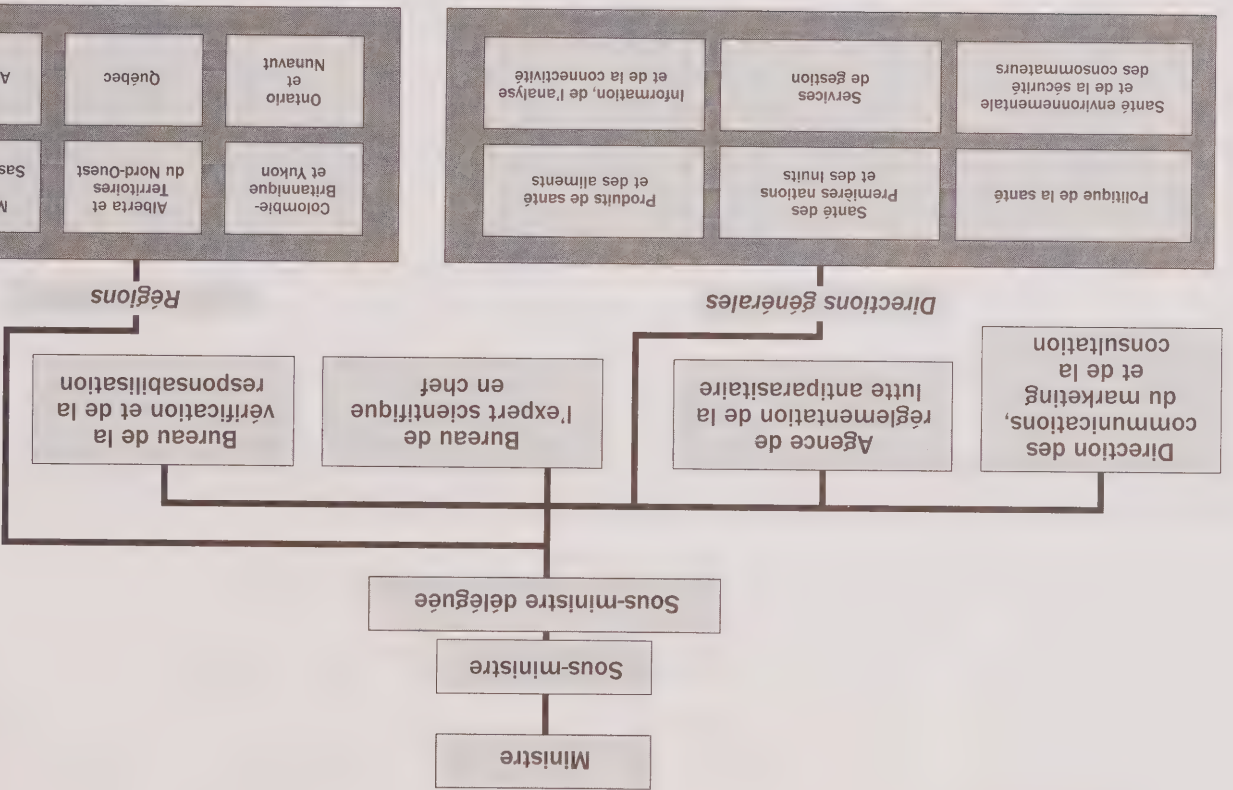 Ministre
Sous-ministre
Sous-ministre déléguée
Direction des
communications,
du marketing
et de la
consultation
Agence de
réglementation de la
lutte antiparasitaire
Bureau de
l'expert scientifique
en chef
Bureau de la
vérification et de la
responsabilisation
Directions générales
Politique de la santé
Santé des
Premières nations
et des Inuits
Produits de santé
et des aliments
Santé environnementale
et de la sécurité
des consommateurs
Services
de gestion
Information, de l'analyse
et de la connectivité
Régions
Colombie-
Britannique
et Yukon
Alberta et
Territoires
du Nord-Ouest
Ontario
et
Nunavut
Québec